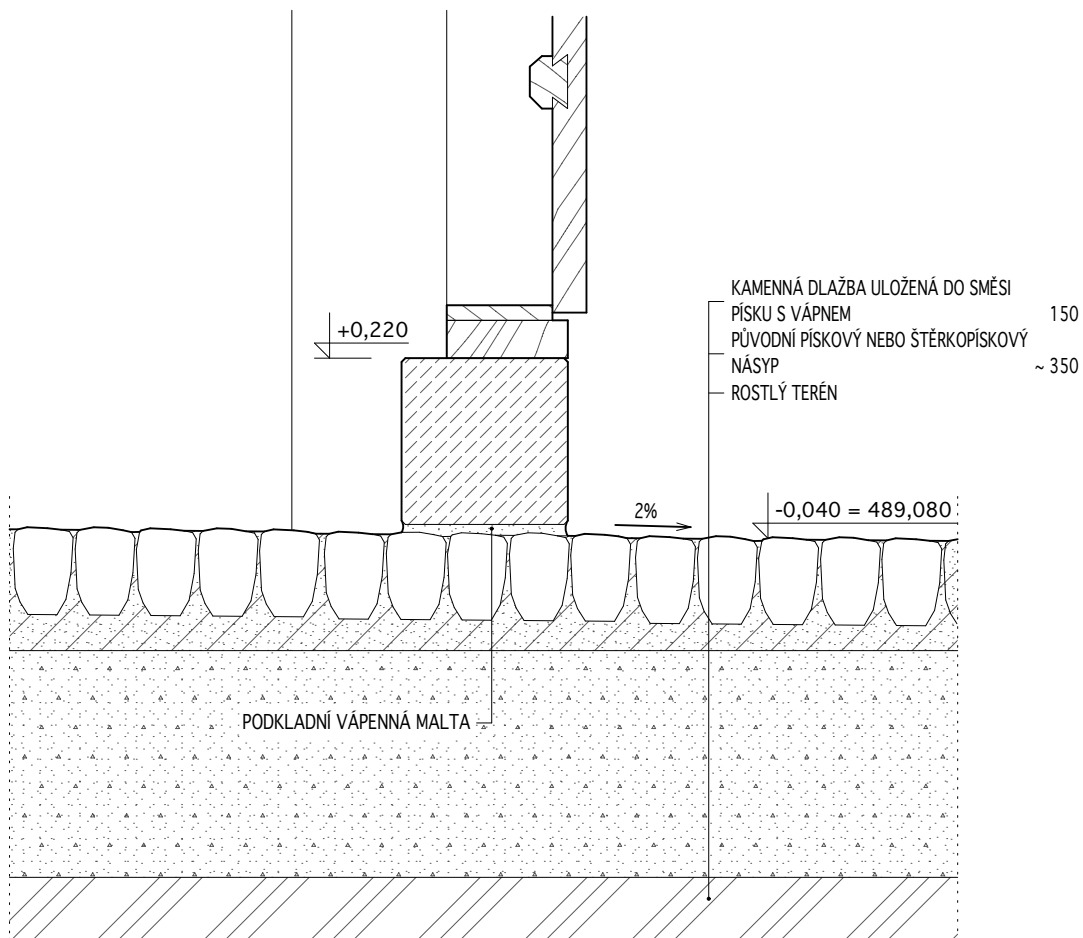 KAMENNÁ DLAŽBA ULOŽENÁ DO SMĚSI
PÍSKU S VÁPNEM 150
PŮVODNÍ PÍSKOVÝ NEBO ŠTĚRKOPÍSKOVÝ
NÁSYP ~ 350
ROSTLÝ TERÉN
+0,220
2%
-0,040 = 489,080
PODKLADNÍ VÁPENNÁ MALTA